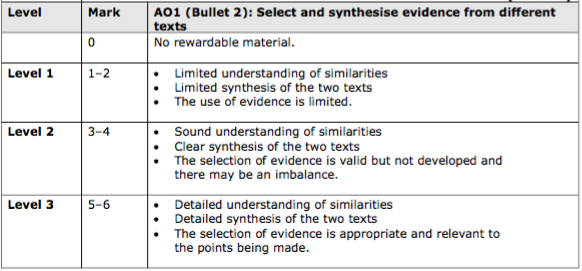 Level Mark AO1 (Bullet 2): Select and synthesise evidence from different
texts
0 No rewardable material.
Level 1 1–2 • Limited understanding of similarities
• Limited synthesis of the two texts
• The use of evidence is limited.
Level 2 3–4 • Sound understanding of similarities
• Clear synthesis of the two texts
• The selection of evidence is valid but not developed and
there may be an imbalance.
Level 3 5–6 • Detailed understanding of similarities
• Detailed synthesis of the two texts
• The selection of evidence is appropriate and relevant to
the points being made.